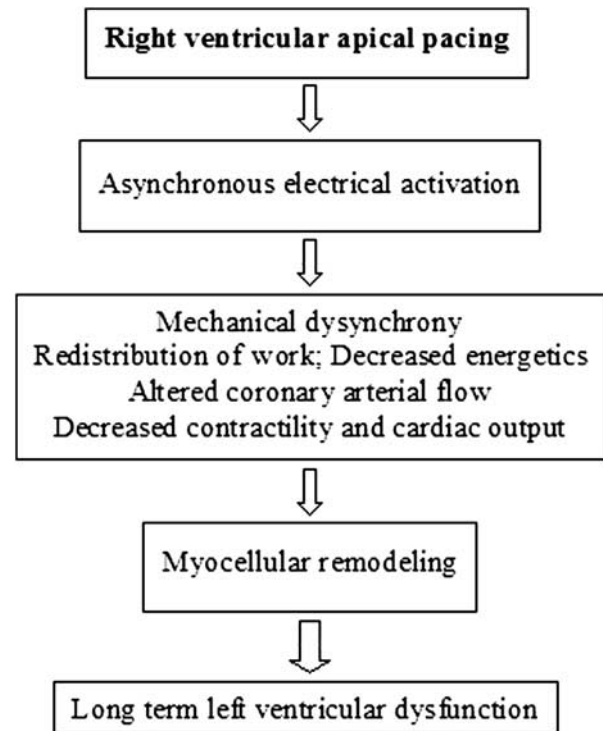 Right ventricular apical pacing
Asynchronous electrical activation
Mechanical dysynchrony
Redistribution of work; Decreased energetics
Altered coronary arterial flow
Decreased contractility and cardiac output
Myocellular remodeling
Long term left ventricular dysfunction